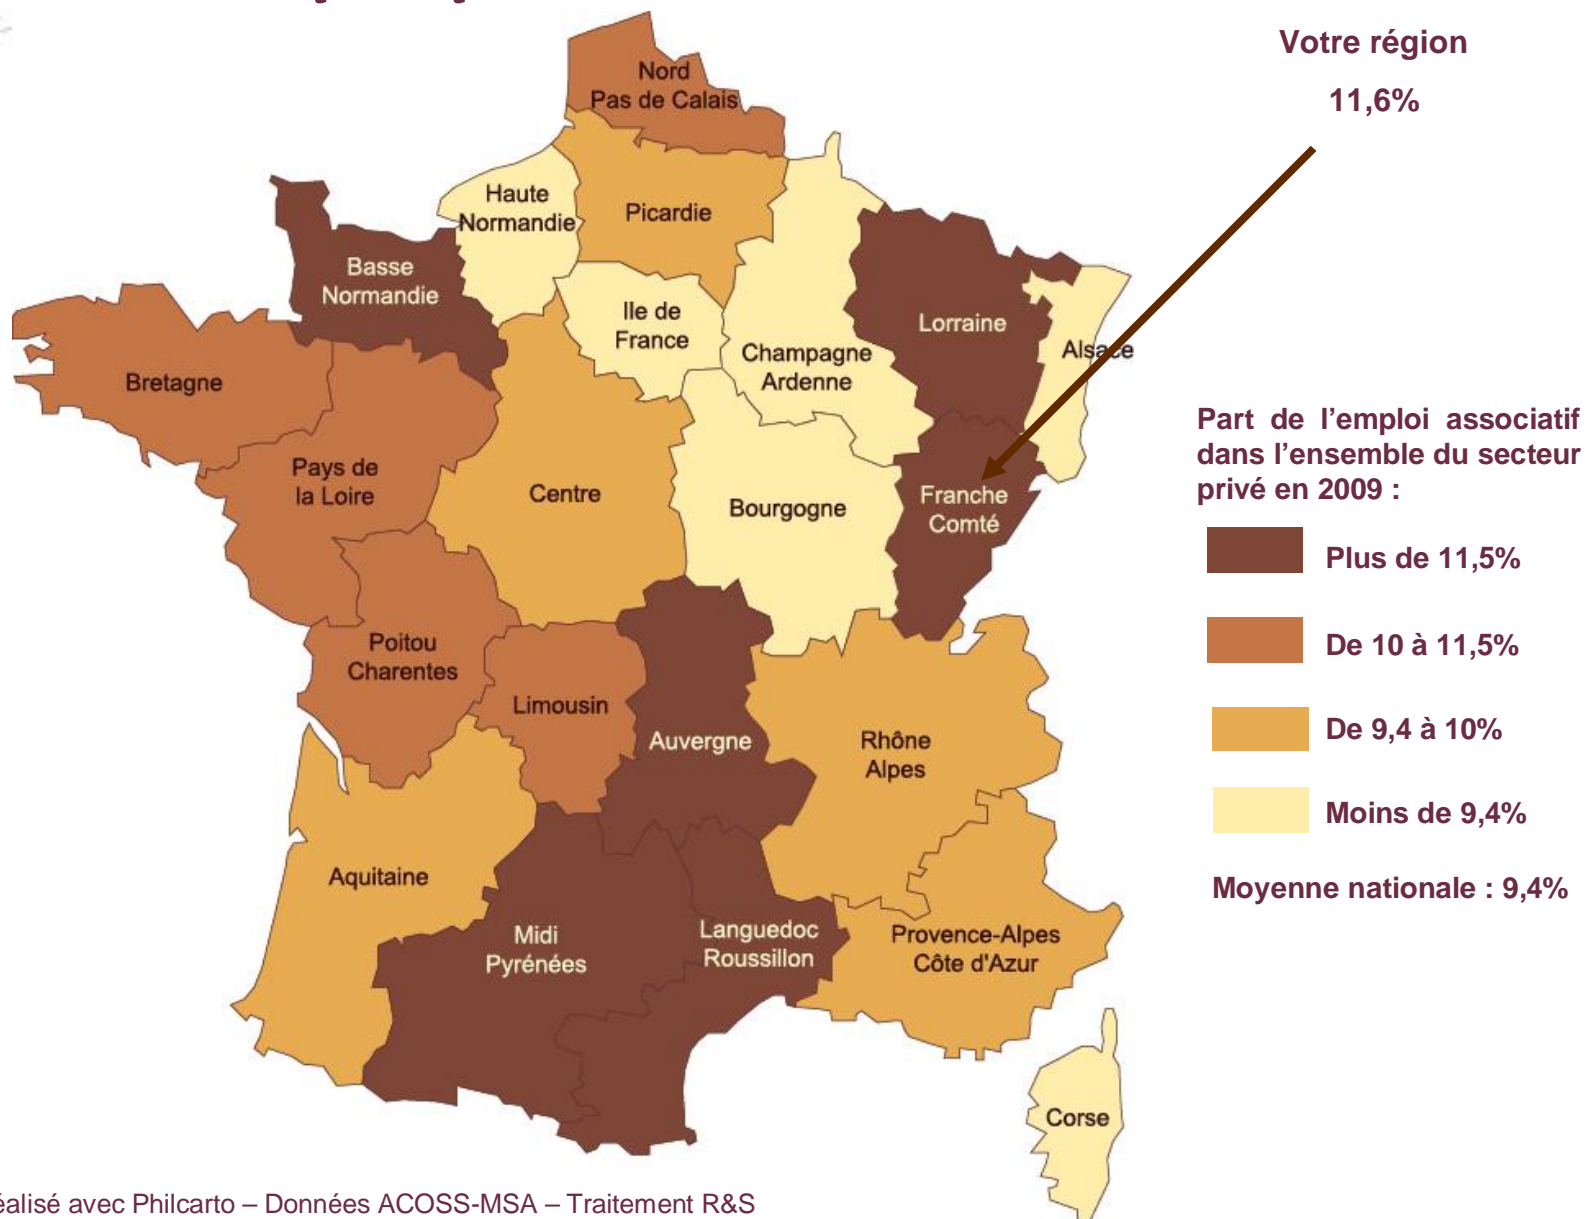 Votre région
11,6%
Nord
Pas de Calais
Haute
Normandie
Picardie
Basse
Normandie
Ile de
France
Champagne
Ardenne
Lorraine
Alsace
Bretagne
Pays de
la Loire
Centre
Bourgogne
Franche
Comté
Part de l’emploi associatif
dans l’ensemble du secteur
privé en 2009 :
Plus de 11,5%
De 10 à 11,5%
De 9,4 à 10%
Moins de 9,4%
Moyenne nationale : 9,4%
Poitou
Charentes
Limousin
Auvergne
Rhône
Alpes
Aquitaine
Midi
Pyrénées
Languedoc
Roussillon
Provence-Alpes
Côte d'Azur
Corse
éalisé avec Philcarto – Données ACOSS-MSA – Traitement R&S